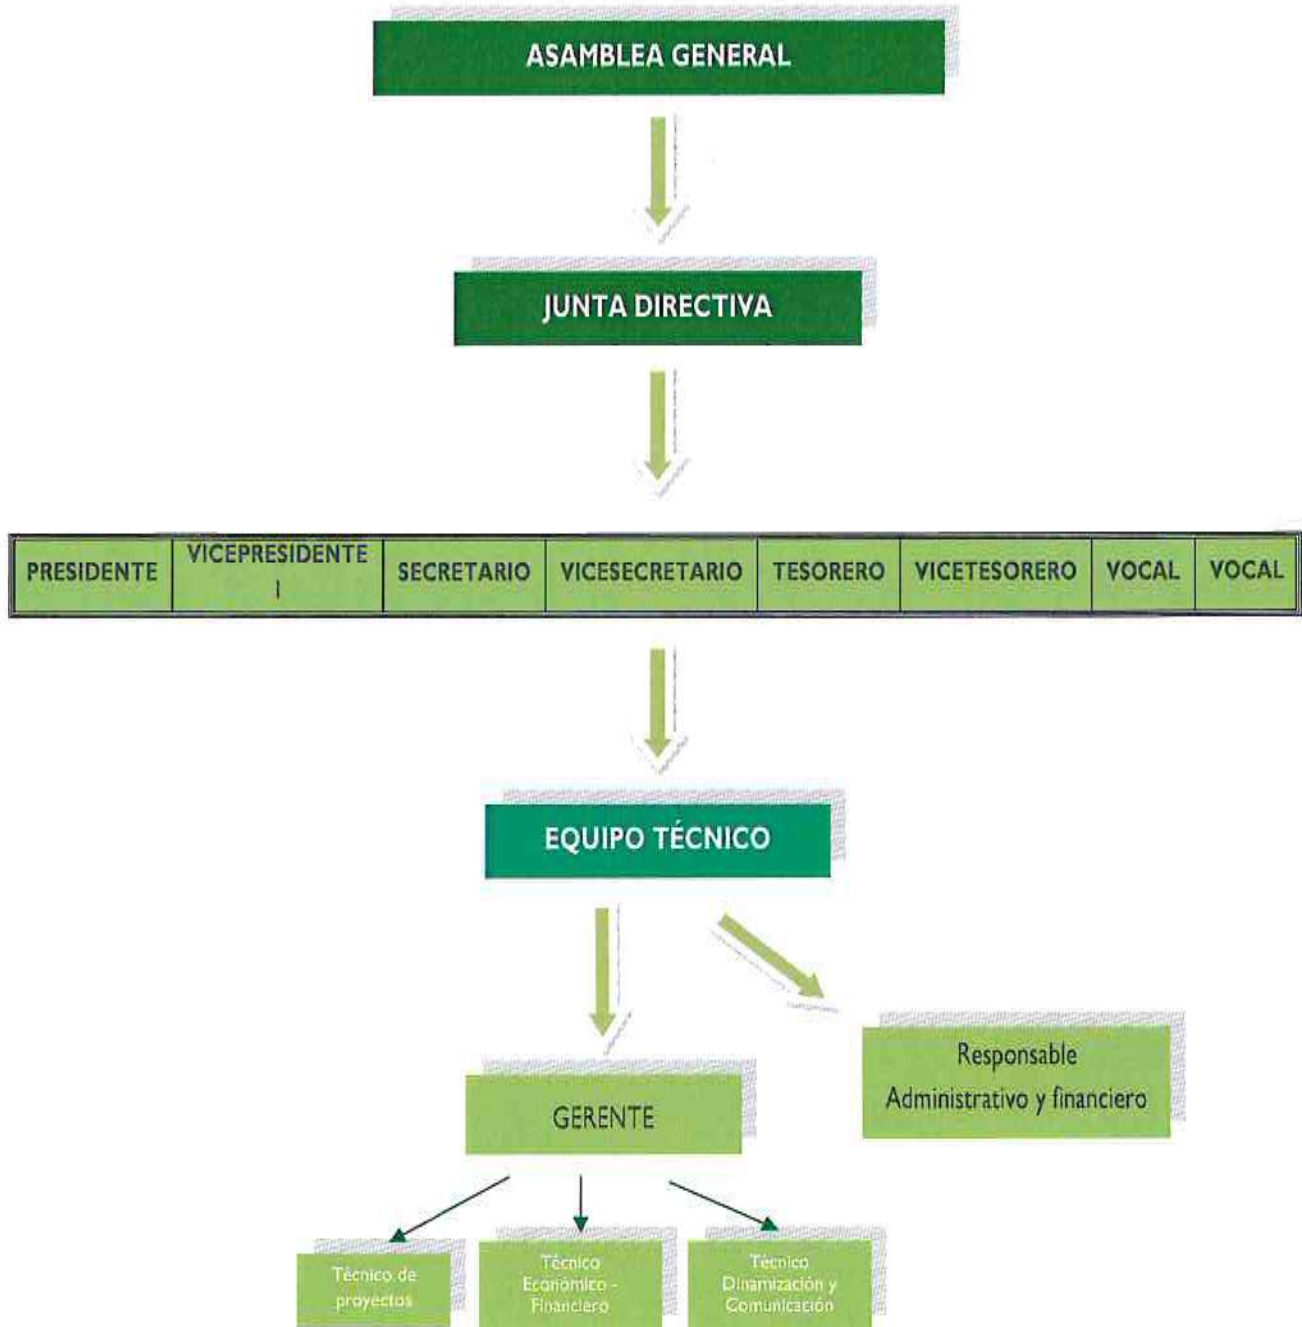 ASAMBLEA GENERAL
JUNTA DIRECTIVA
PRESIDENTE
VICEPRESIDENTE
I
SECRETARIO
VICESECRETARIO
TESORERO
VICETESORERO
VOCAL
VOCAL
EQUIPO TÉCNICO
Responsable
Administrativo y financiero
GERENTE
Técnico de
proyectos
Técnico
Económico -
Financiero
Técnico
Dinamización y
Comunicación